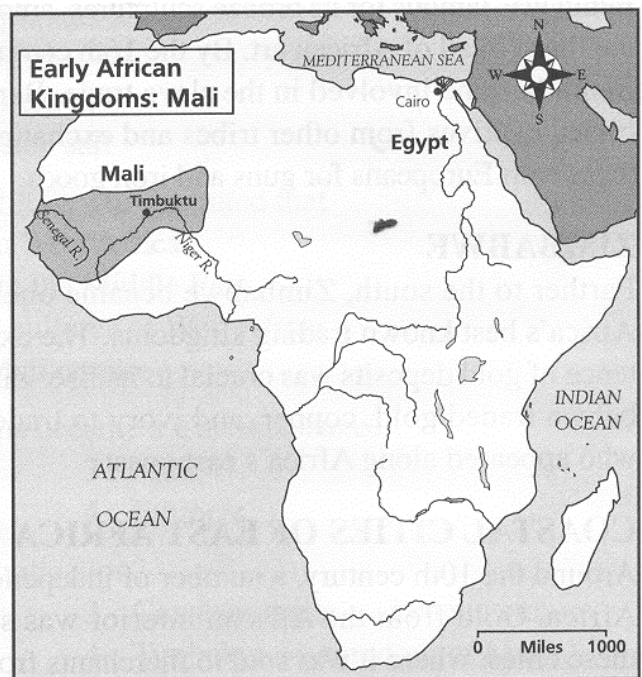 Early African
Kingdoms: Mali
MEDITERRANEAN SEA
N
W
E
S
Cairo
Egypt
Mali
Timbuktu
Senegal R.
Niger R.
INDIAN
OCEAN
ATLANTIC
OCEAN
0 Miles 1000